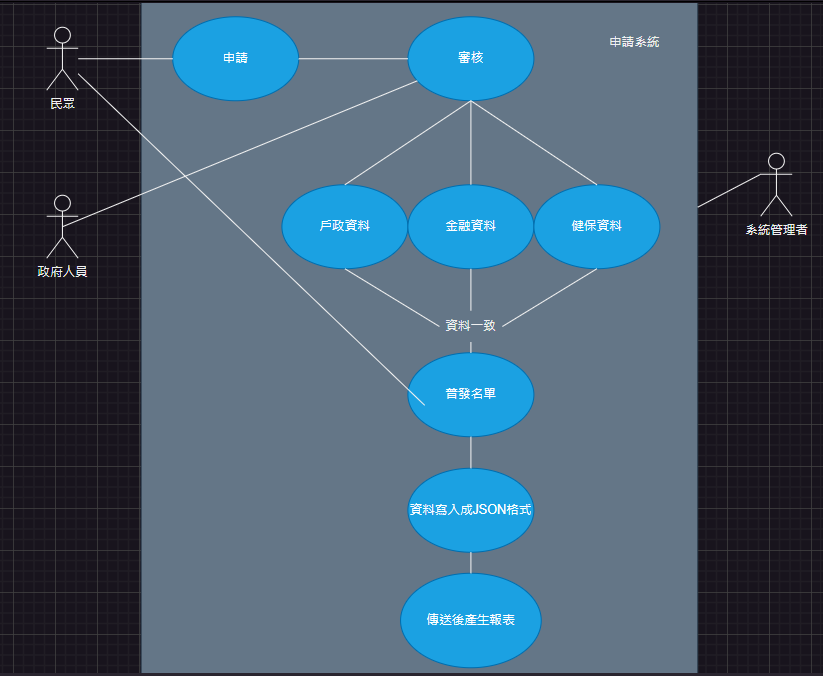 申請系統
申請
審核
民眾
戶政資料
金融資料
健保資料
系統管理者
政府人員
資料一致
普發名單
資料寫入成JSON格式
傳送後產生報表